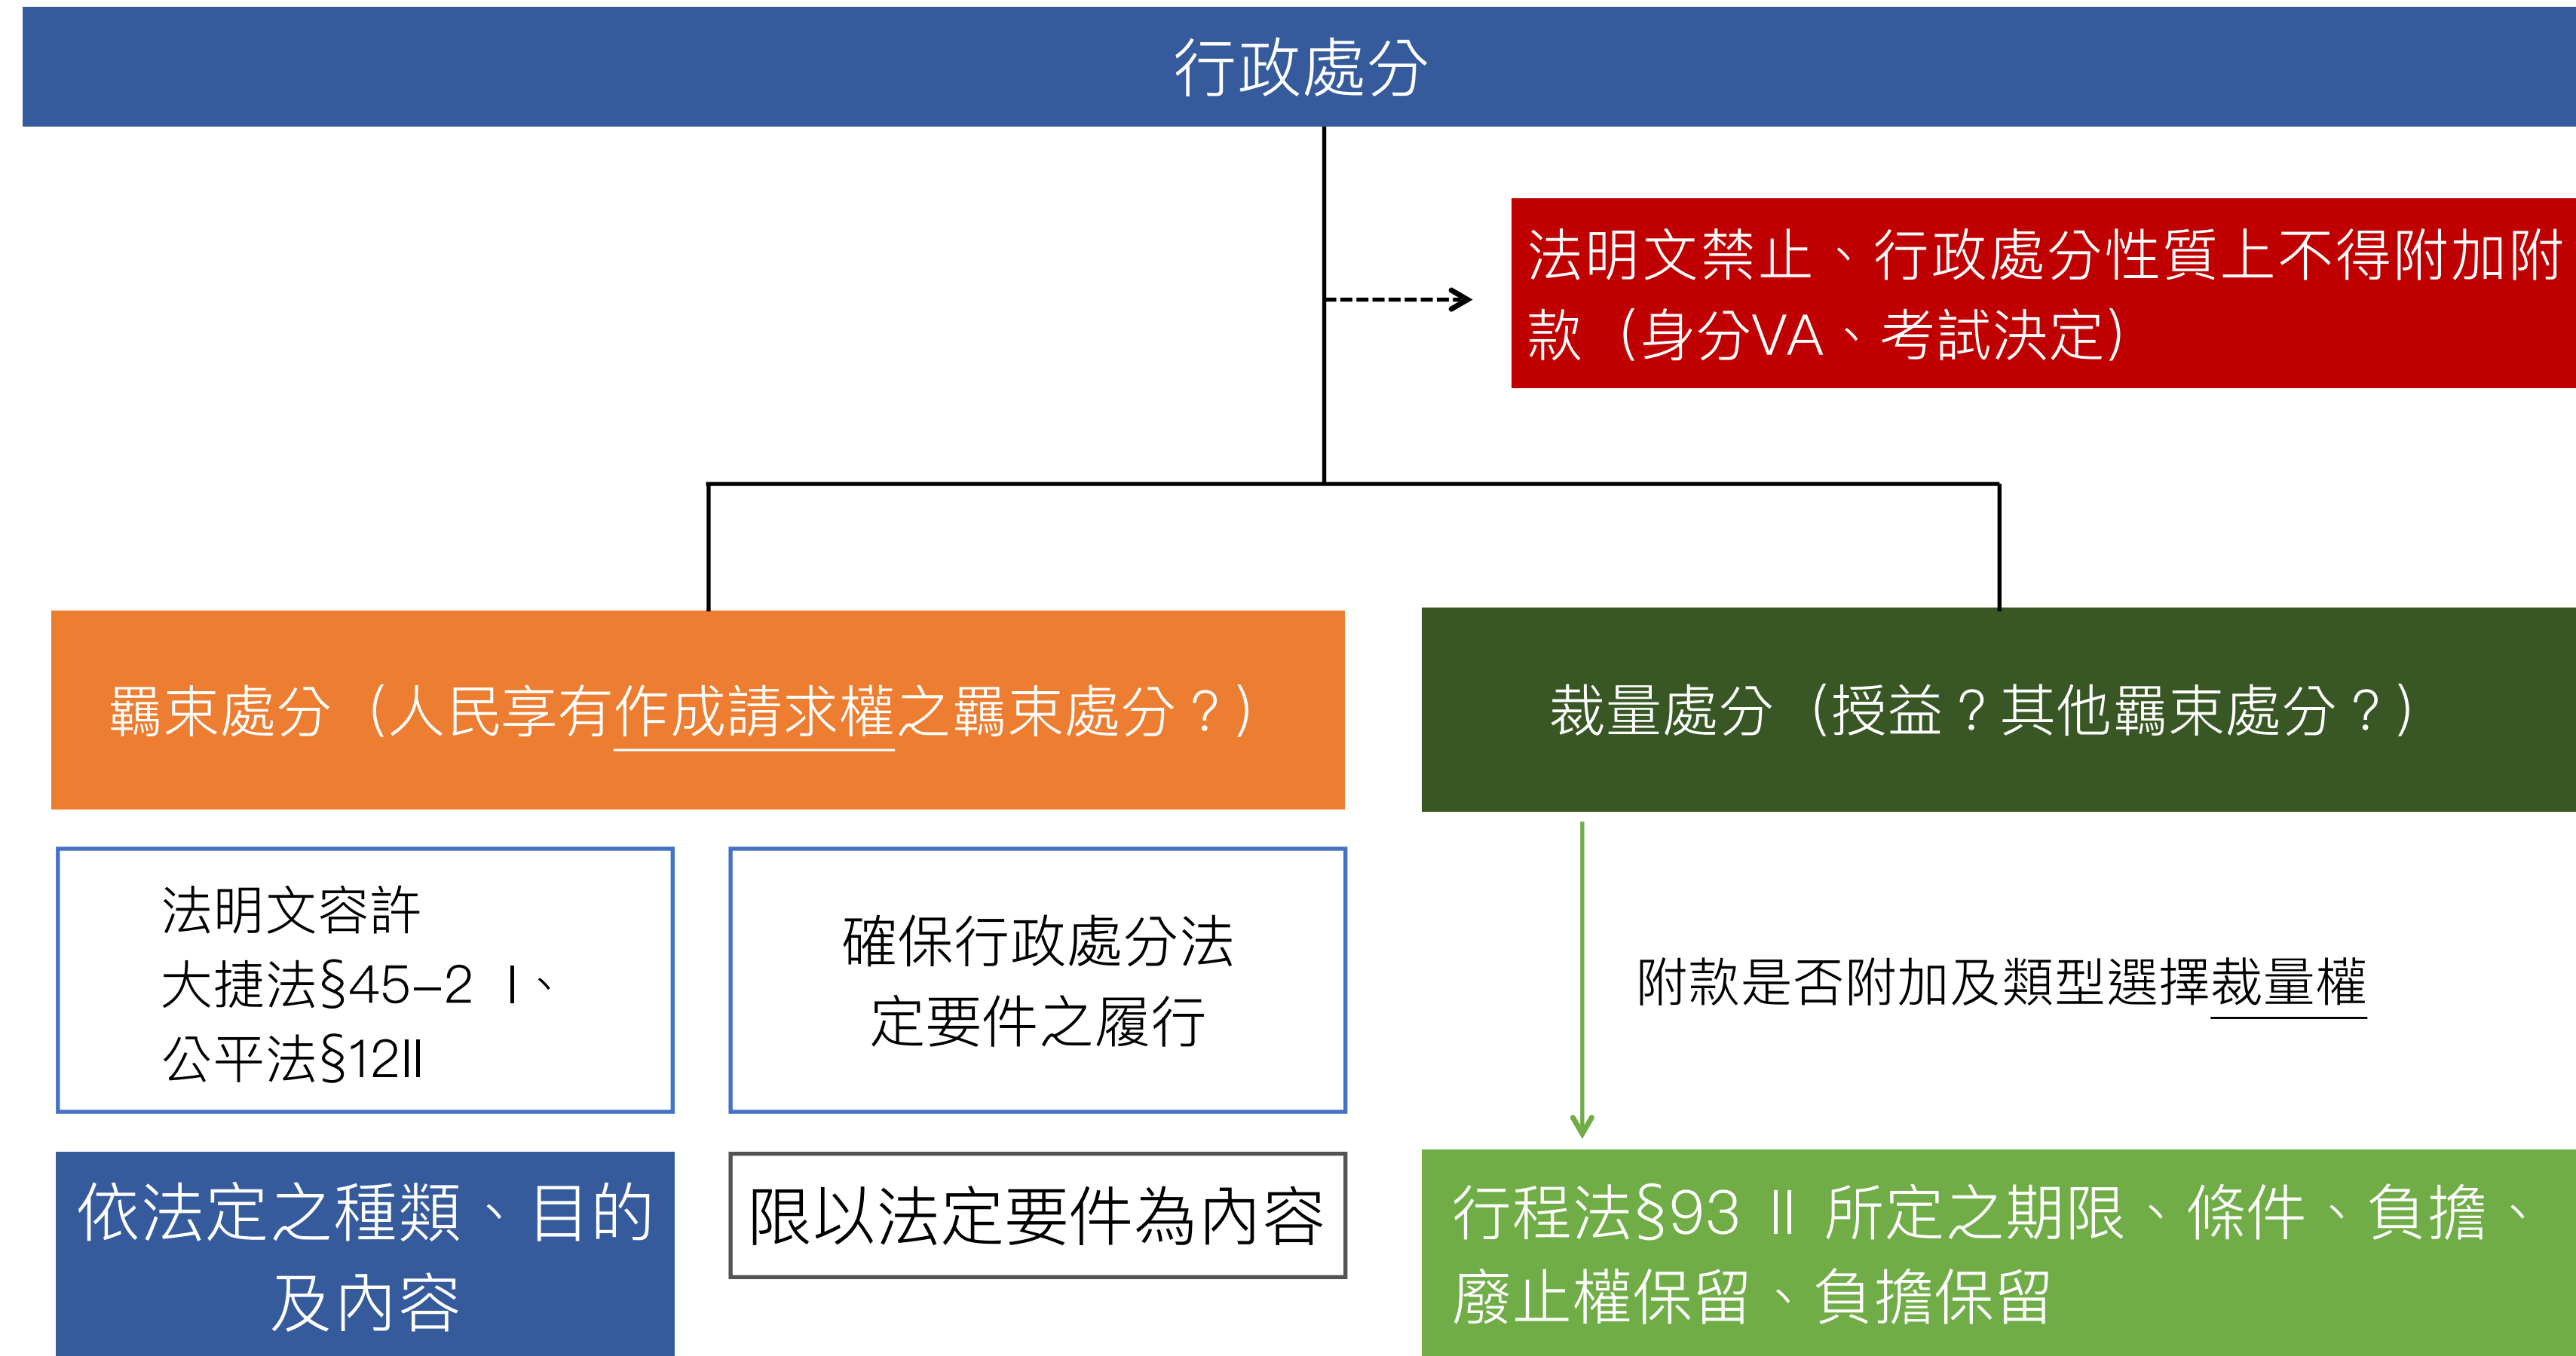 行政處分
法明文禁止、行政處分性質上不得附加附
款（身分VA、考試決定）
羈束處分（人民享有作成請求權之羈束處分？）
裁量處分（授益？其他羈束處分？）
法明文容許
大捷法§45-2 I、
公平法§12II
確保行政處分法
定要件之履行
附款是否附加及類型選擇裁量權
依法定之種類、目的
及內容
限以法定要件為內容
行程法§93 II 所定之期限、條件、負擔、
廢止權保留、負擔保留